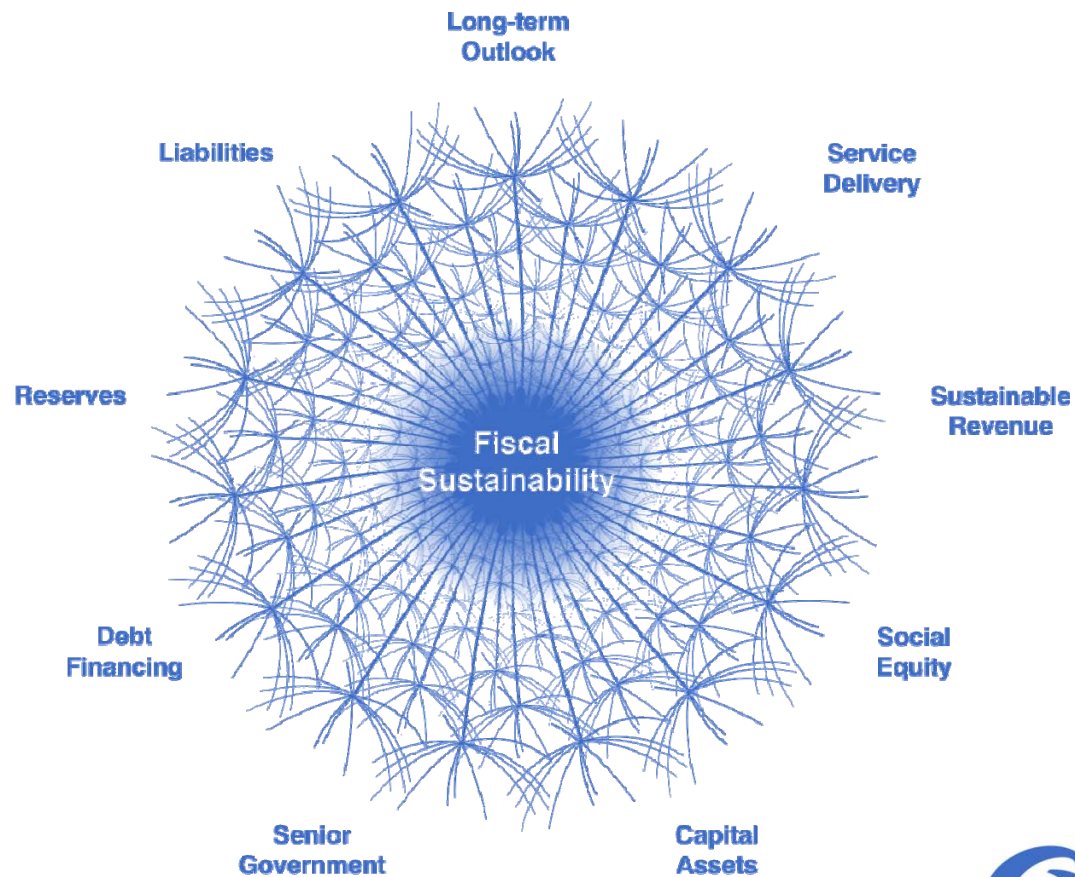 Long-term
Outlook
Liabilities
Service
Delivery
Reserves
Sustainable
Revenue
Fiscal
Sustainability
Debt
Financing
Social
Equity
Senior
Government
Capital
Assets